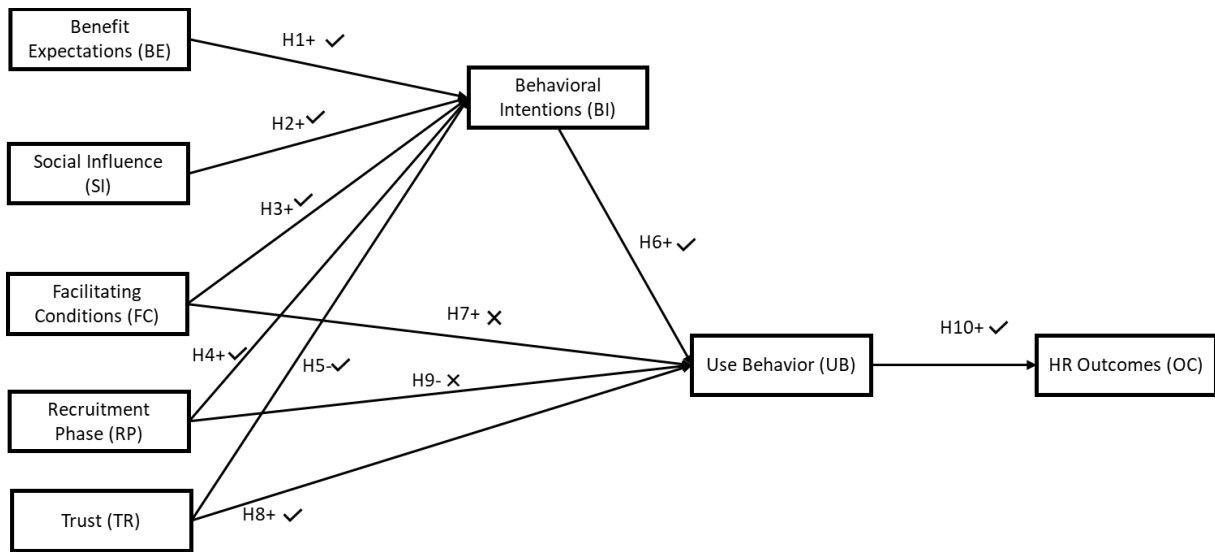 Benefit
Expectations (BE)
H1+ ✓
Behavioral
Intentions (BI)
H2+ ✓
Social Influence
(SI)
H3+ ✓
H6+ ✓
Facilitating
Conditions (FC)
H7+ ×
H10+ ✓
H4+ ✓
H5- ✓
H9- ×
Use Behavior (UB)
HR Outcomes (OC)
Recruitment
Phase (RP)
Trust (TR)
H8+ ✓